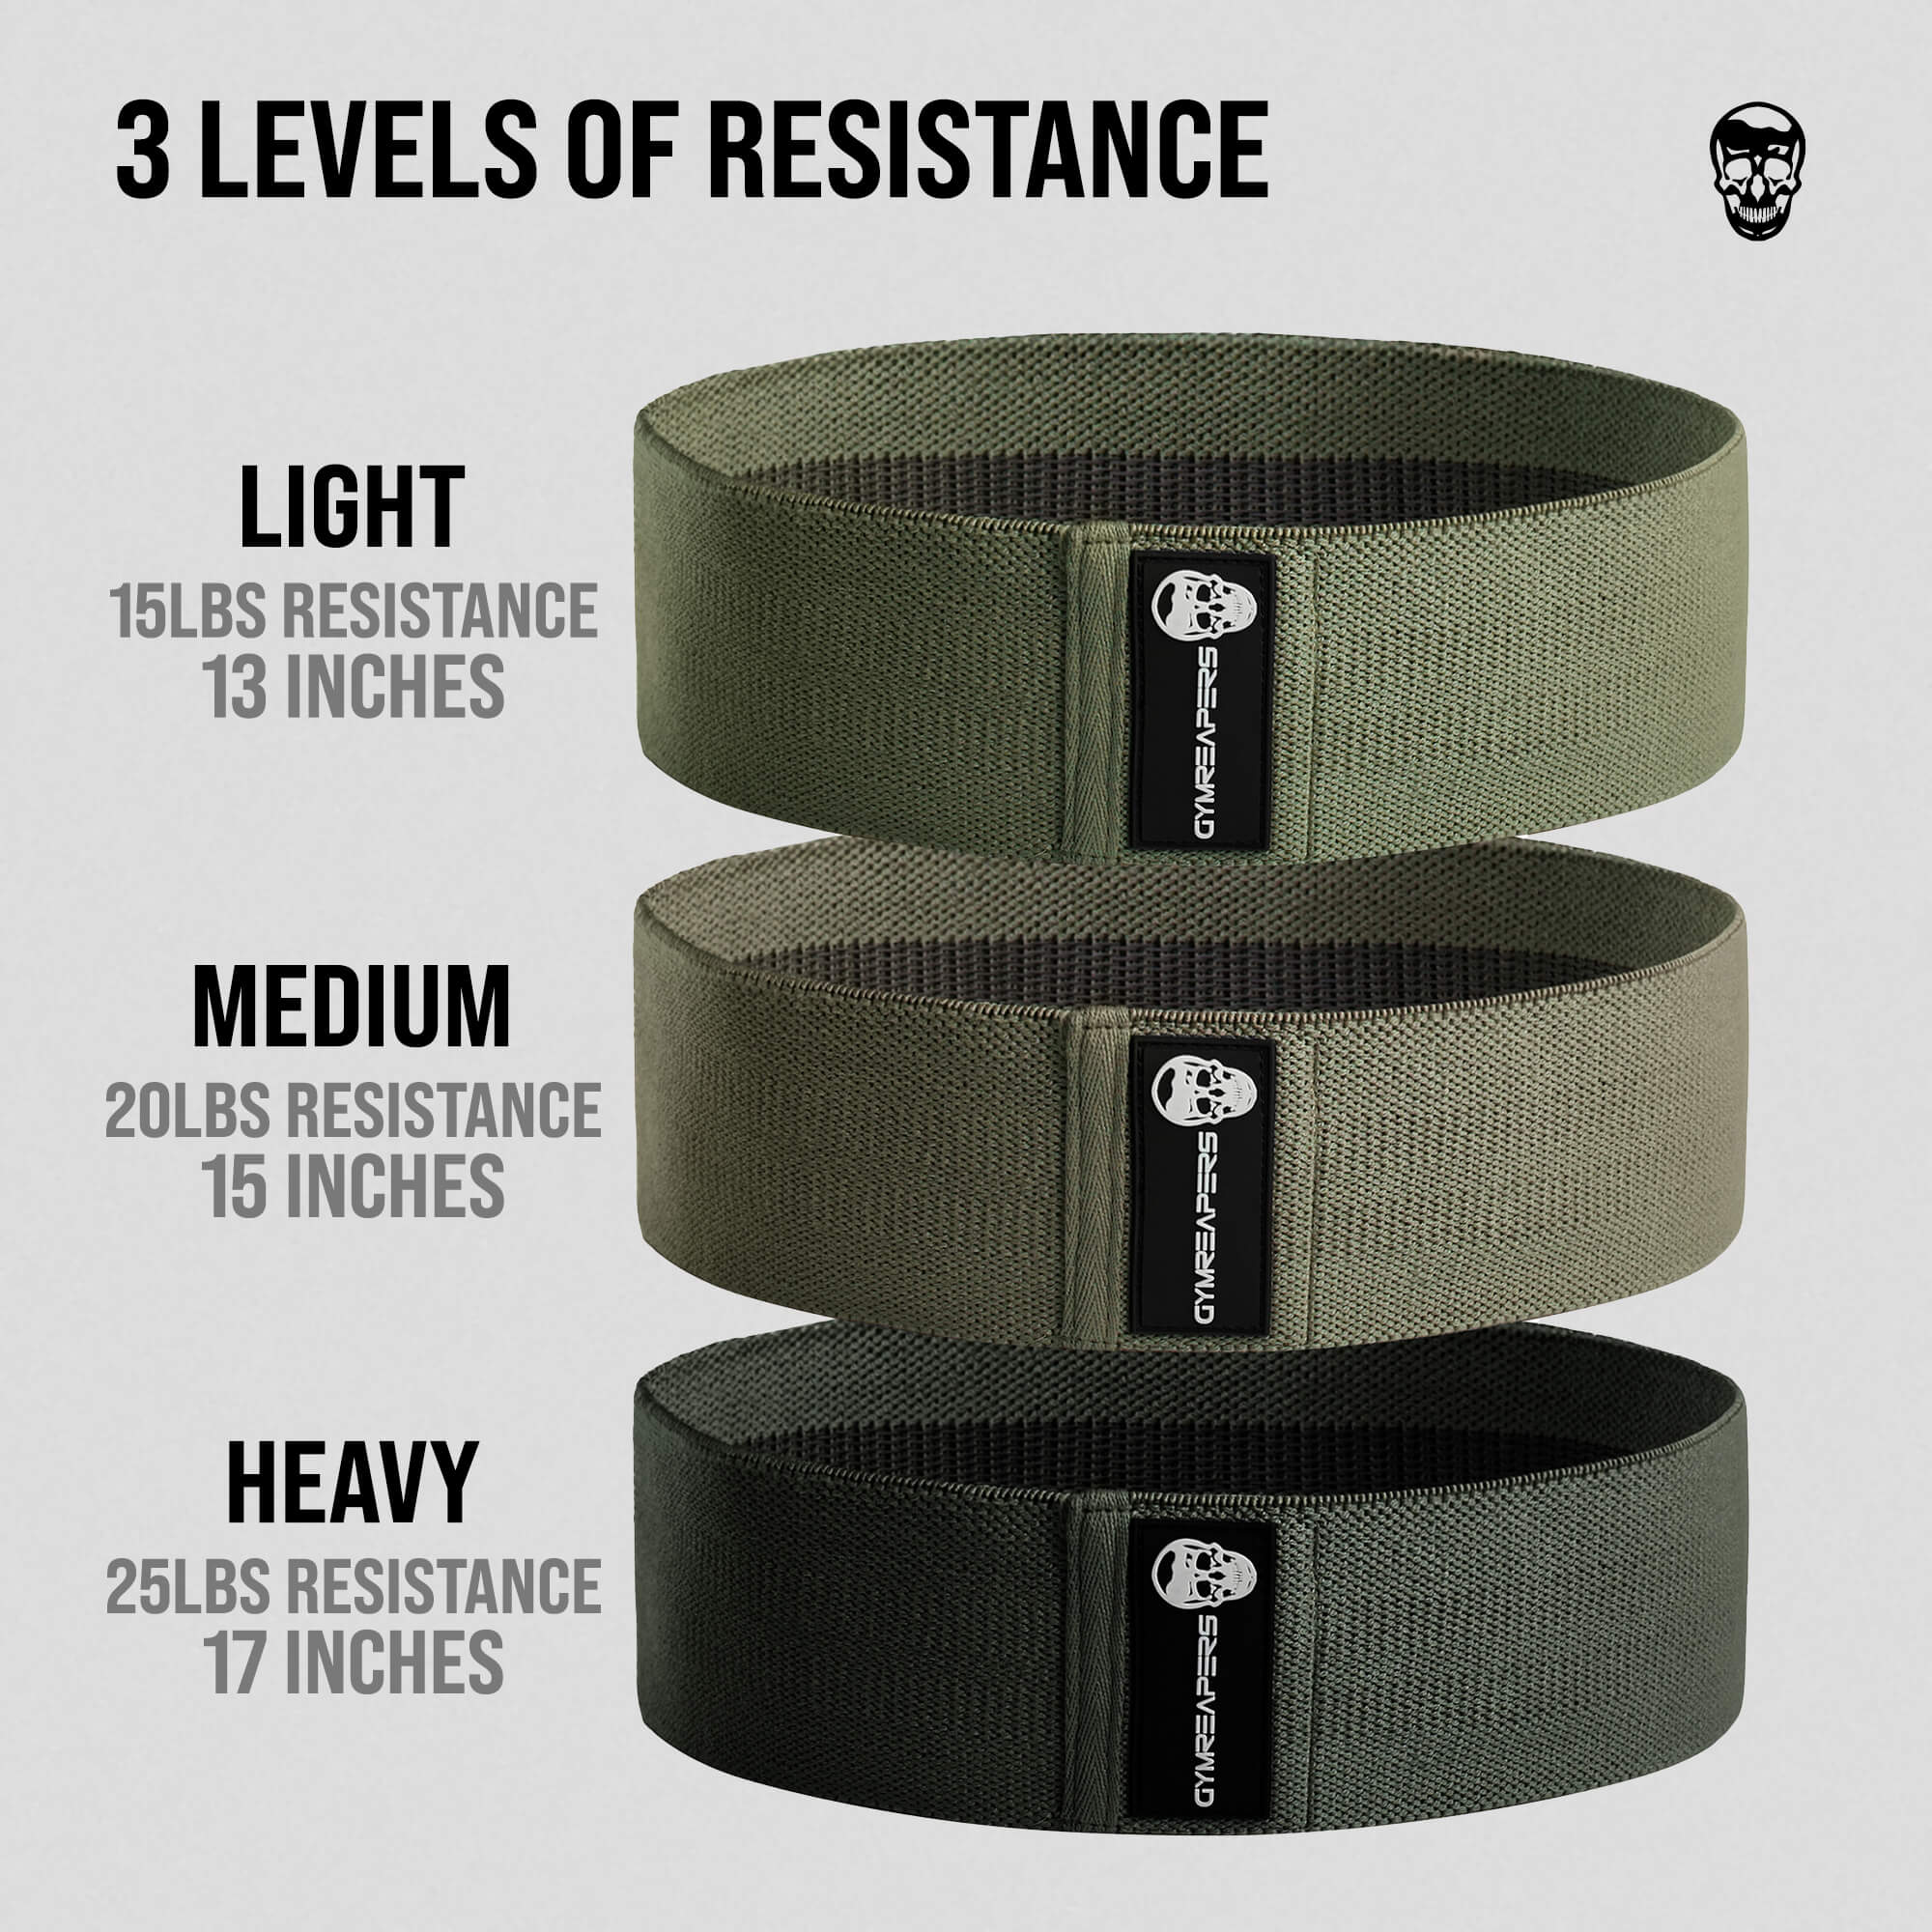 3 LEVELS OF RESISTANCE
LIGHT
15LBS RESISTANCE
13 INCHES
GYMREAPERS
MEDIUM
20LBS RESISTANCE
15 INCHES
GYMREAPERS
HEAVY
25LBS RESISTANCE
17 INCHES
GYMREAPERS